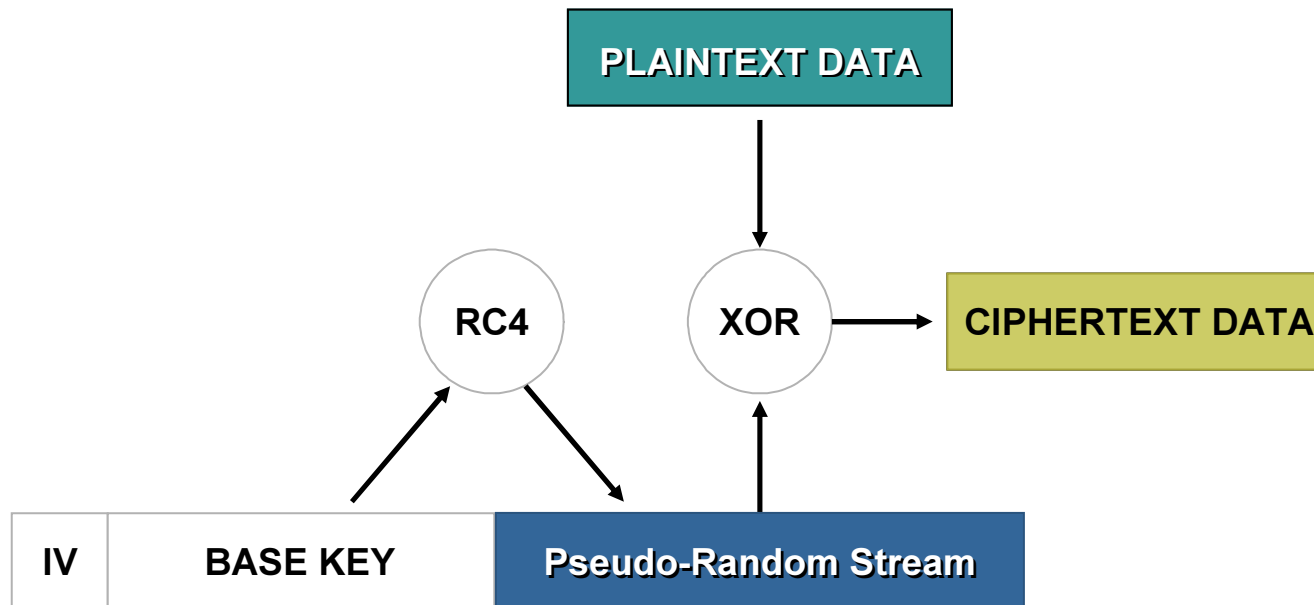 PLAINTEXT DATA
RC4
XOR
CIPHERTEXT DATA
IV
BASE KEY
Pseudo-Random Stream